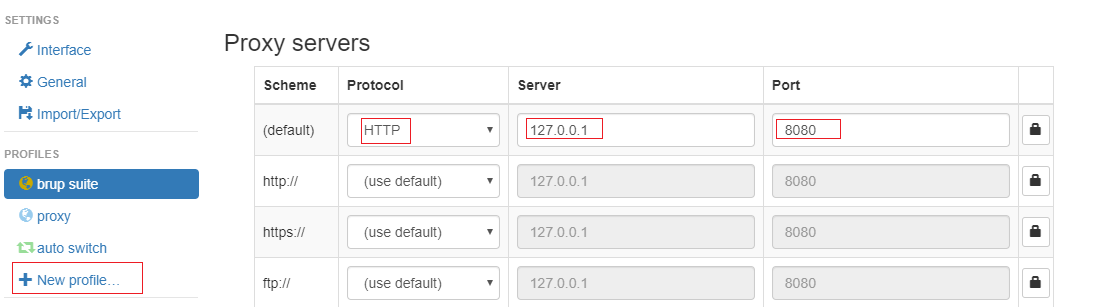 SETTINGS
Interface
General
Import/Export
PROFILES
brup suite
proxy
auto switch
New profile…
Proxy servers
Scheme Protocol Server Port
(default) HTTP 127.0.0.1 8080
http:// (use default) 127.0.0.1 8080
https:// (use default) 127.0.0.1 8080
ftp:// (use default) 127.0.0.1 8080